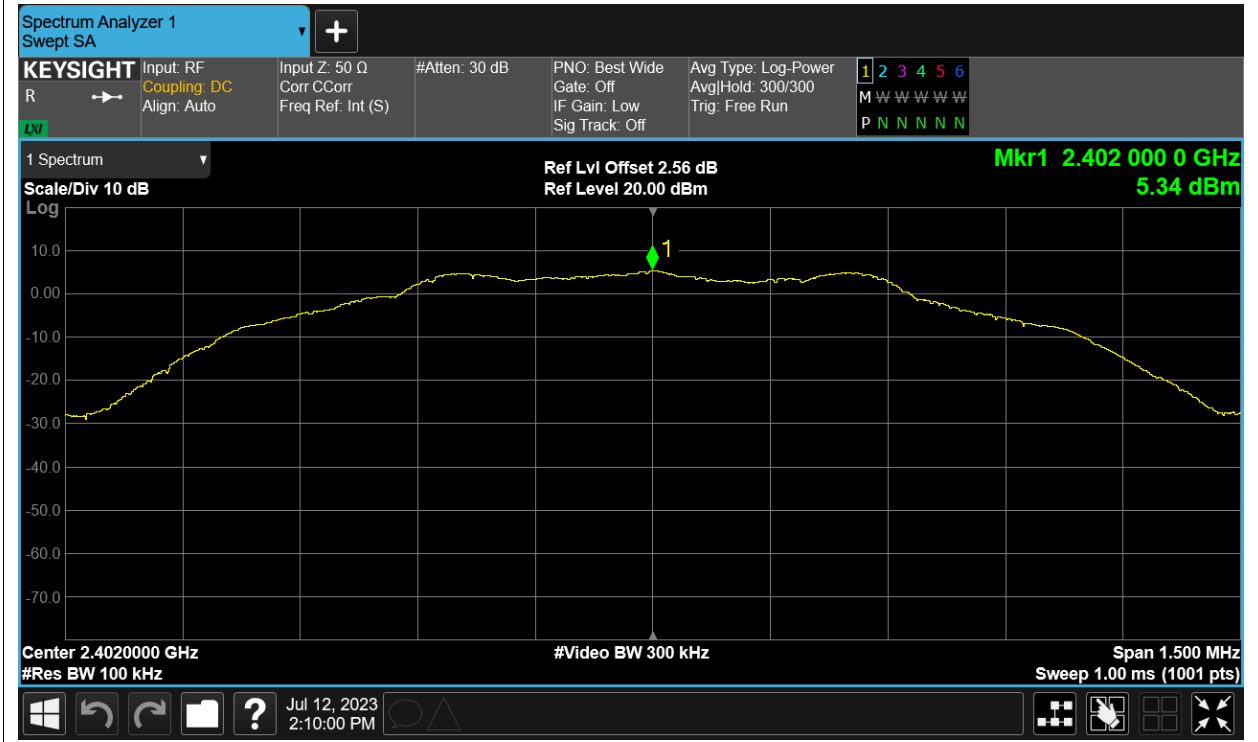 Spectrum Analyzer 1
Swept SA
KEYSIGHT
R
LXI
Input: RF
Coupling: DC
Align: Auto
Input Z: 50 Ω
Corr CCorr
Freq Ref: Int (S)
#Atten: 30 dB
PNO: Best Wide
Gate: Off
IF Gain: Low
Sig Track: Off
Avg Type: Log-Power
Avg|Hold: 300/300
Trig: Free Run
1 2 3 4 5 6
M W W W W W
P N N N N N
1 Spectrum
Scale/Div 10 dB
Log
Ref Lvl Offset 2.56 dB
Ref Level 20.00 dBm
Mkr1 2.402 000 0 GHz
5.34 dBm
1
10.0
0.00
-10.0
-20.0
-30.0
-40.0
-50.0
-60.0
-70.0
Center 2.4020000 GHz
#Video BW 300 kHz
Span 1.500 MHz
#Res BW 100 kHz
Sweep 1.00 ms (1001 pts)
?
Jul 12, 2023
2:10:00 PM